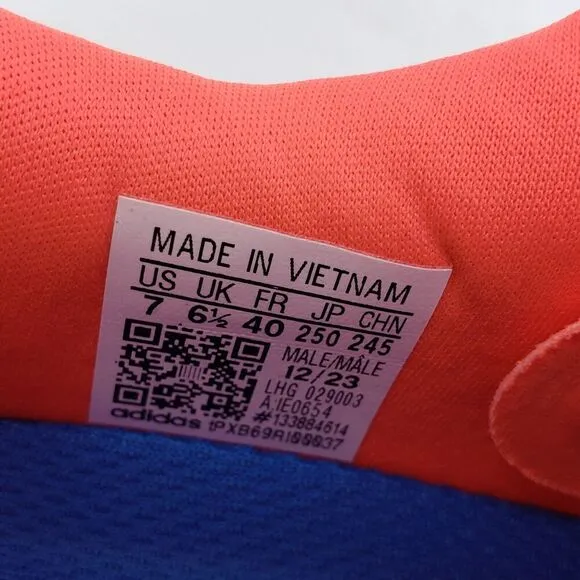 MADE IN VIETNAM
US UK FR JP CHN
7 6½ 40 250 245
MALE/MÂLE
12/23
LHG 029003
A:IE0654
#133884614
adidas tPXB69RI00037